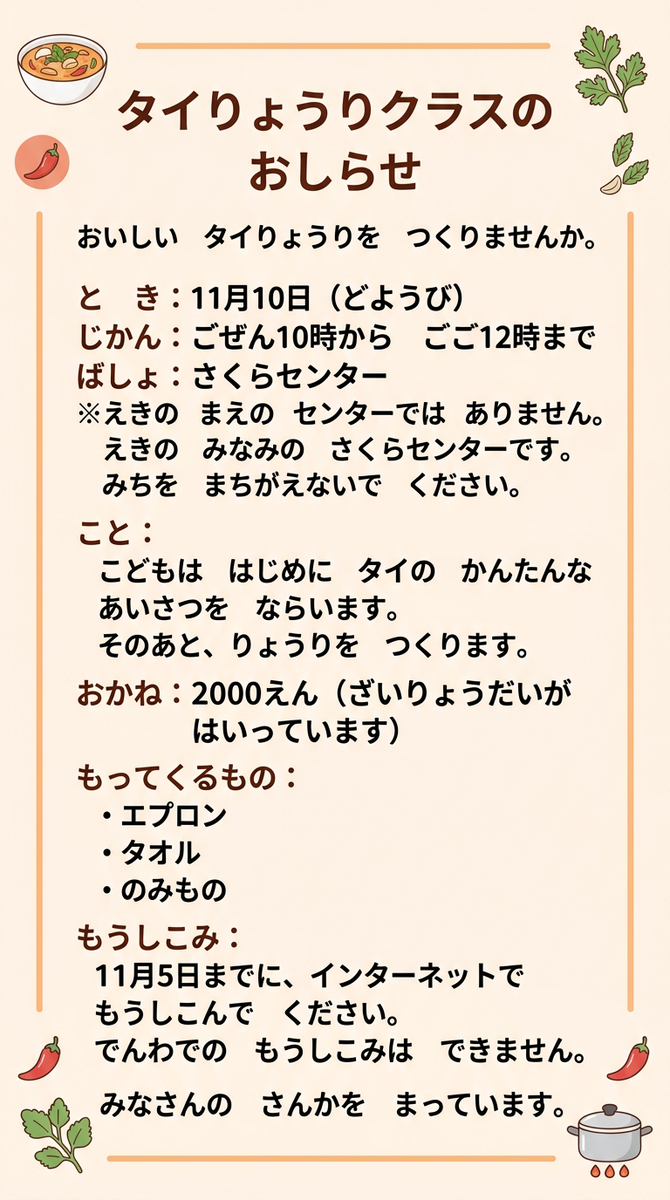 タイりょうりクラスの
おしらせ
おいしい　タイりょうりを　つくりませんか。
と　き：11月10日（どようび）
じかん：ごぜん10時から　ごご12時まで
ばしょ：さくらセンター
※えきの　まえの　センターでは　ありません。
えきの　みなみの　さくらセンターです。
みちを　まちがえないで　ください。
こと：
こどもは　はじめに　タイの　かんたんな
あいさつを　ならいます。
そのあと、りょうりを　つくります。
おかね：2000えん（ざいりょうだいが
はいっています）
もってくるもの：
・エプロン
・タオル
・のみもの
もうしこみ：
11月5日までに、インターネットで
もうしこんで　ください。
でんわでの　もうしこみは　できません。
みなさんの　さんかを　まっています。